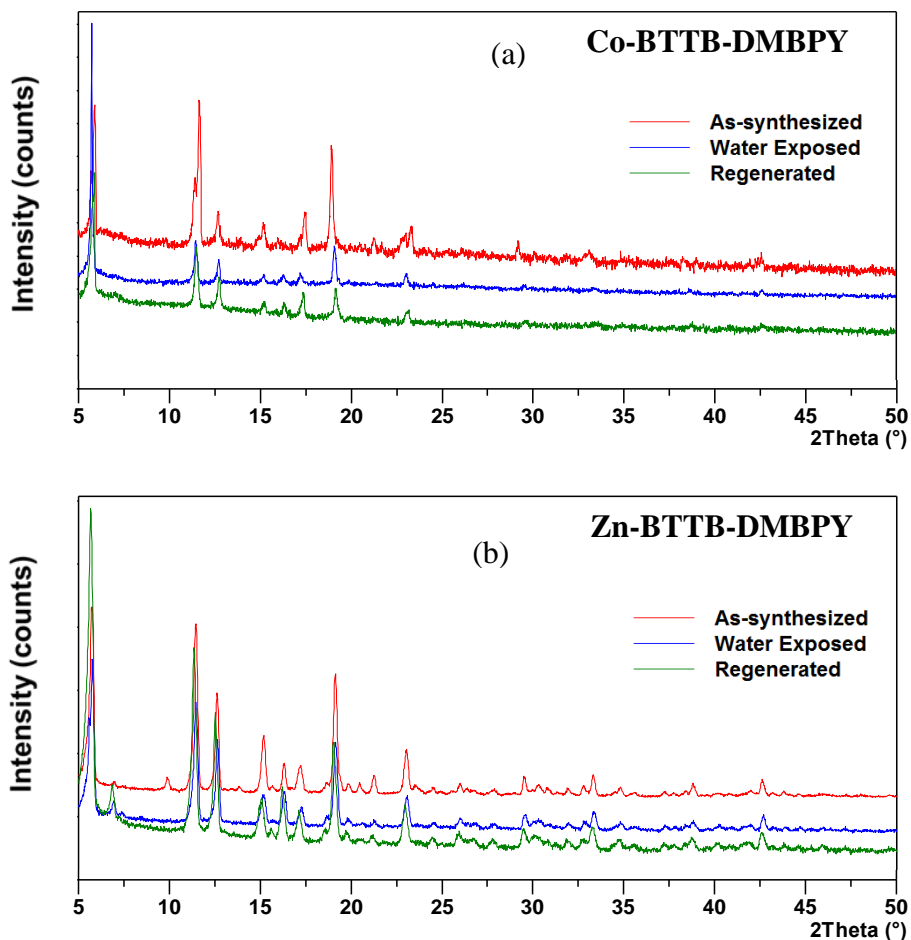 (a)
Co-BTTB-DMBPY
As-synthesized
Water Exposed
Regenerated
Intensity (counts)
5 10 15 20 25 30 35 40 45 50
2Theta (°)
(b)
Zn-BTTB-DMBPY
As-synthesized
Water Exposed
Regenerated
Intensity (counts)
5 10 15 20 25 30 35 40 45 50
2Theta (°)